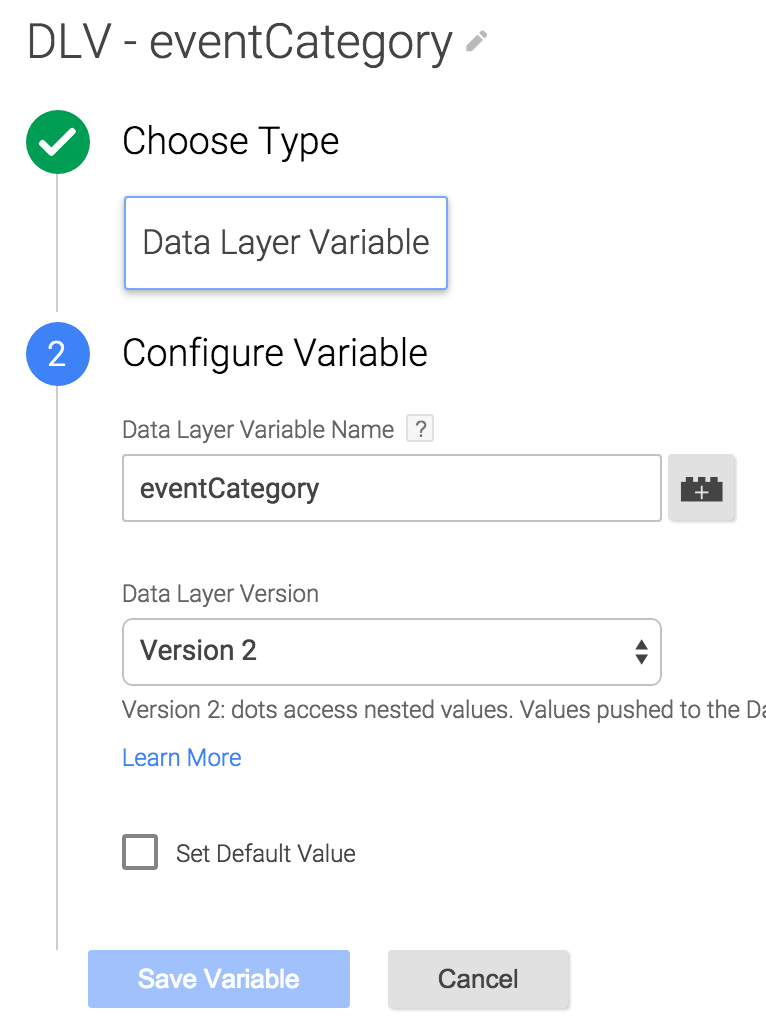 DLV - eventCategory
Choose Type
Data Layer Variable
2 Configure Variable
Data Layer Variable Name ?
eventCategory
Data Layer Version
Version 2
Version 2: dots access nested values. Values pushed to the Da
Learn More
Set Default Value
Save Variable Cancel